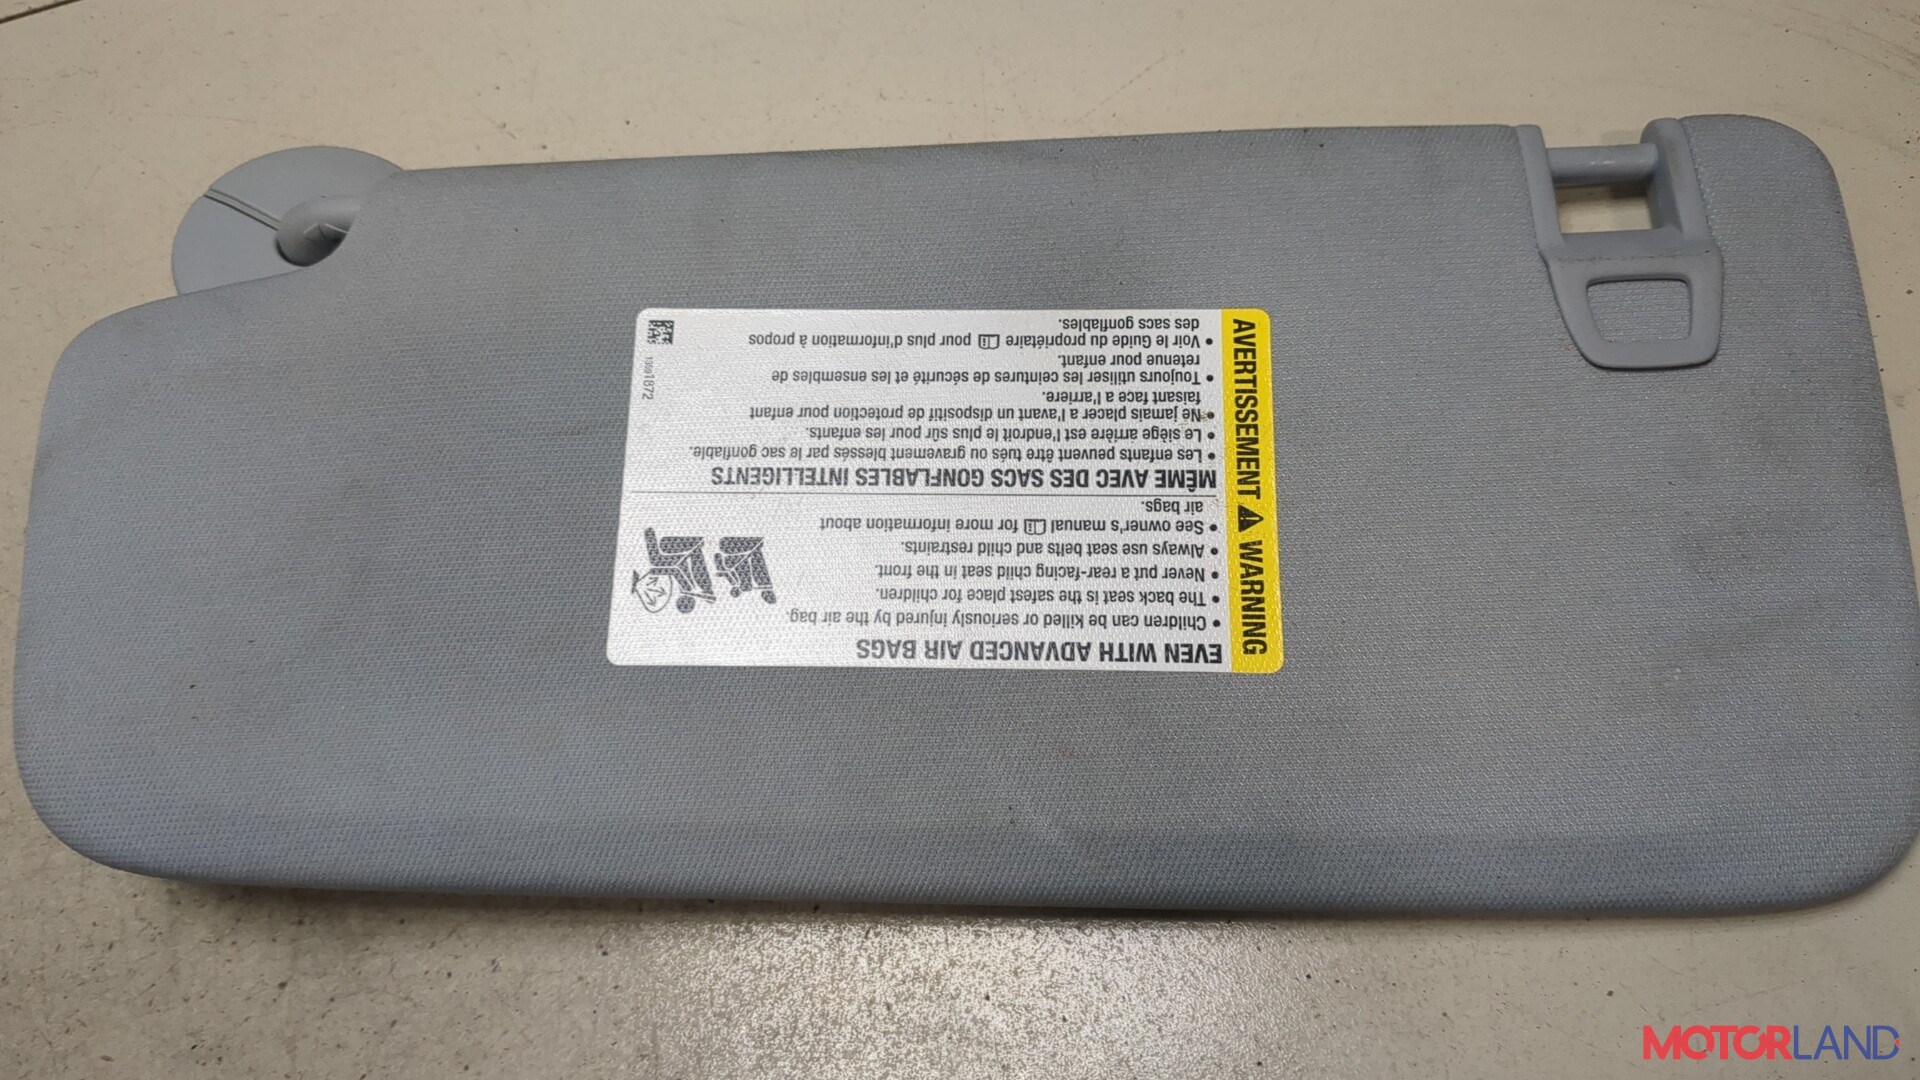 AVERTISSEMENT ⚠ WARNING
EVEN WITH ADVANCED AIR BAGS
• Children can be killed or seriously injured by the air bag.
• The back seat is the safest place for children.
• Never put a rear-facing child seat in the front.
• Always use seat belts and child restraints.
• See owner's manual for more information about
air bags.
MÊME AVEC DES SACS GONFLABLES INTELLIGENTS
• Les enfants peuvent être tués ou gravement blessés par le sac gonflable.
• Le siège arrière est l'endroit le plus sûr pour les enfants.
• Ne jamais placer a l'avant un dispositif de protection pour enfant
faisant face a l'arriere.
• Toujours utiliser les ceintures de sécurité et les ensembles de
retenue pour enfant.
• Voir le Guide du propriétaire pour plus d'information à propos
des sacs gonflables.
MOTORLAND